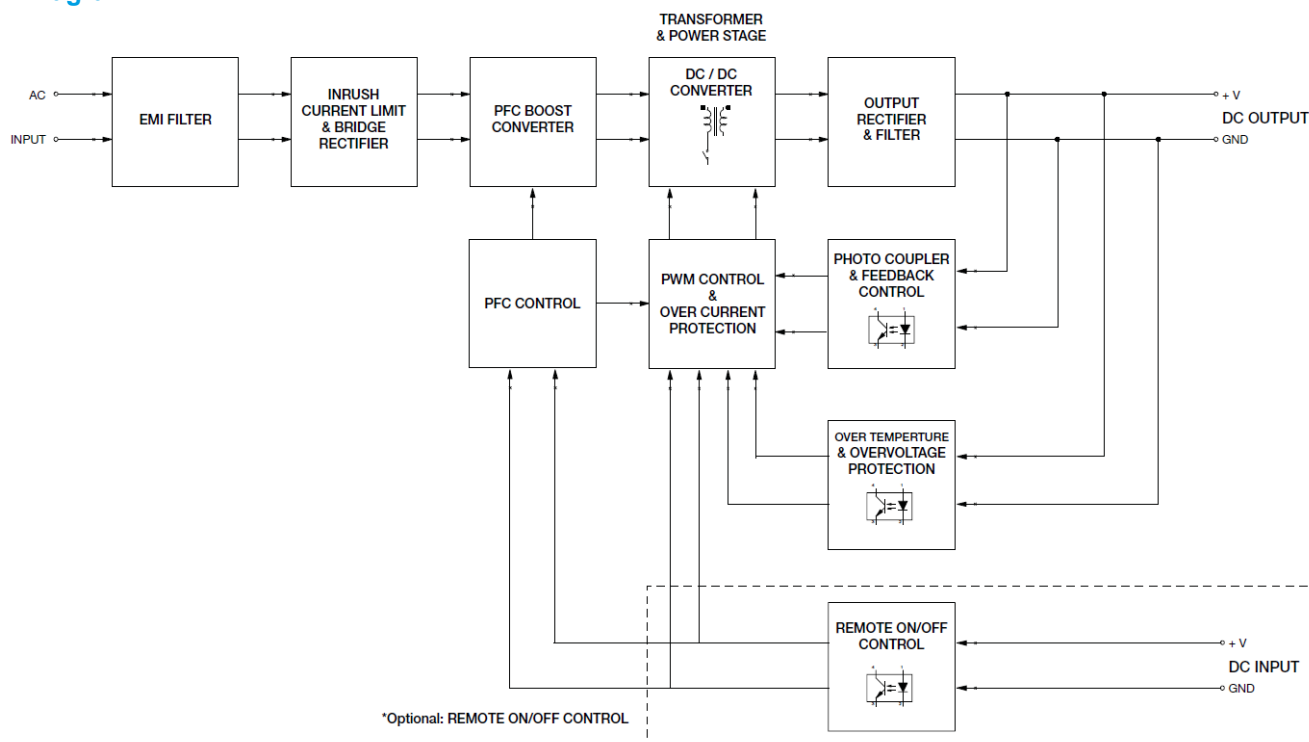 TRANSFORMER
& POWER STAGE
AC
INPUT
EMI FILTER
INRUSH
CURRENT LIMIT
& BRIDGE
RECTIFIER
PFC BOOST
CONVERTER
DC / DC
CONVERTER
OUTPUT
RECTIFIER
& FILTER
+ V
DC OUTPUT
GND
PFC CONTROL
PWM CONTROL
&
OVER CURRENT
PROTECTION
PHOTO COUPLER
& FEEDBACK
CONTROL
OVER TEMPERTURE
& OVERVOLTAGE
PROTECTION
REMOTE ON/OFF
CONTROL
+ V
DC INPUT
GND
*Optional: REMOTE ON/OFF CONTROL